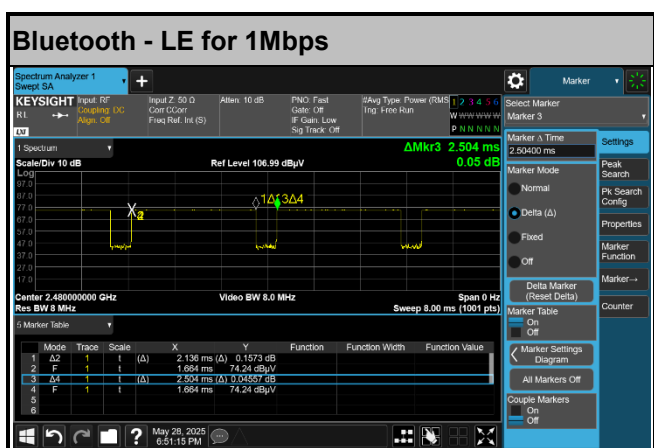 Bluetooth - LE for 1Mbps
Spectrum Analyzer 1
Swept SA
Marker
KEYSIGHT Input: RF Input Z: 50 Ω Atten: 10 dB PNO: Fast #Avg Type: Power (RMS 1 2 3 4 5 6
RL Coupling: DC Corr CCorr Gate: Off Trig: Free Run W W W W W W
Align: Off Freq Ref: Int (S) IF Gain: Low
Sig Track: Off P N N N N N
LXI
Select Marker
Marker 3
1 Spectrum
ΔMkr3 2.504 ms
Scale/Div 10 dB Ref Level 106.99 dBµV 0.05 dB
Log
97.0
87.0
77.0
67.0
57.0
47.0
37.0
27.0
17.0
1Δ2 3Δ4
Center 2.480000000 GHz Video BW 8.0 MHz Span 0 Hz
Res BW 8 MHz Sweep 8.00 ms (1001 pts)
5 Marker Table
Mode Trace Scale X Y Function Function Width Function Value
1 Δ2 1 t (Δ) 2.136 ms (Δ) 0.1573 dB
2 F 1 t 1.664 ms 74.24 dBµV
3 Δ4 1 t (Δ) 2.504 ms (Δ) 0.04557 dB
4 F 1 t 1.664 ms 74.24 dBµV
5
6
Marker Δ Time
2.50400 ms
Marker Mode
Normal
Delta (Δ)
Fixed
Off
Delta Marker
(Reset Delta)
Marker Table
On
Off
Marker Settings
Diagram
All Markers Off
Couple Markers
On
Off
Settings
Peak
Search
Pk Search
Config
Properties
Marker
Function
Marker→
Counter
May 28, 2025
6:51:15 PM